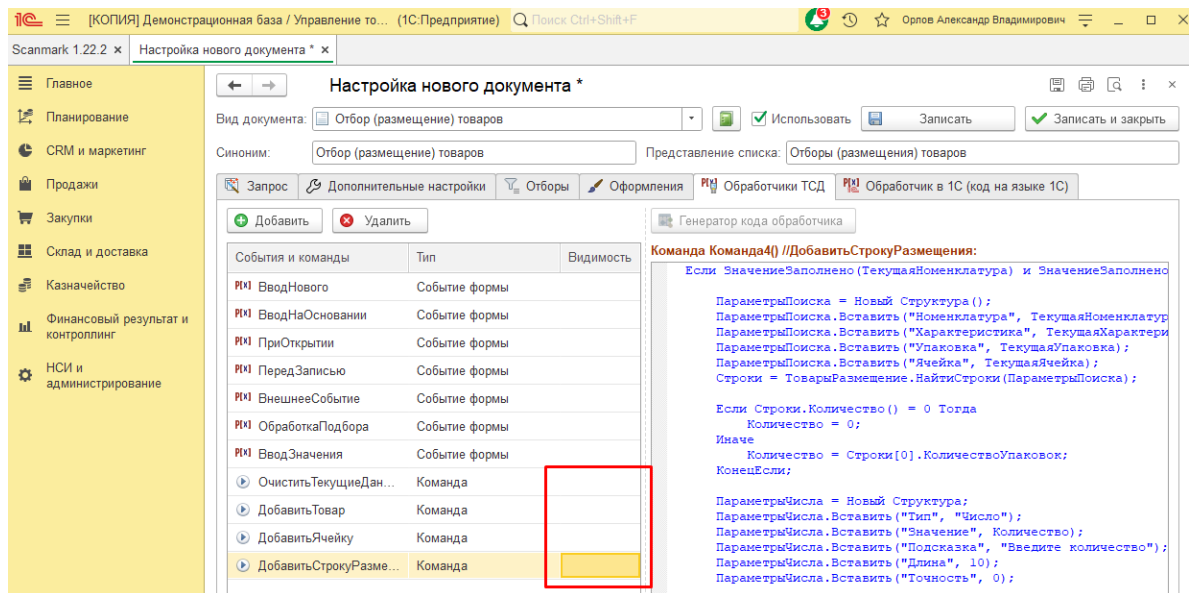 1С [КОПИЯ] Демонстрационная база / Управление то... (1С:Предприятие) Поиск Ctrl+Shift+F 3 Орлов Александр Владимирович
Scanmark 1.22.2 × Настройка нового документа * ×
Главное
Планирование
CRM и маркетинг
Продажи
Закупки
Склад и доставка
Казначейство
Финансовый результат и
контроллинг
НСИ и
администрирование
Настройка нового документа *
Вид документа: Отбор (размещение) товаров Использовать Записать Записать и закрыть
Синоним: Отбор (размещение) товаров Представление списка: Отборы (размещения) товаров
Запрос Дополнительные настройки Отборы Оформления Р[x] Обработчики ТСД Р[x] Обработчик в 1С (код на языке 1С)
Добавить Удалить Генератор кода обработчика
События и команды Тип Видимость
Р[x] ВводНового Событие формы
Р[x] ВводНаОсновании Событие формы
Р[x] ПриОткрытии Событие формы
Р[x] ПередЗаписью Событие формы
Р[x] ВнешнееСобытие Событие формы
Р[x] ОбработкаПодбора Событие формы
Р[x] ВводЗначения Событие формы
ОчиститьТекущиеДан... Команда
ДобавитьТовар Команда
ДобавитьЯчейку Команда
ДобавитьСтрокуРазме... Команда
Команда Команда4() //ДобавитьСтрокуРазмещения:
Если ЗначениеЗаполнено(ТекущаяНоменклатура) и ЗначениеЗаполнено
ПараметрыПоиска = Новый Структура();
ПараметрыПоиска.Вставить("Номенклатура", ТекущаяНоменклатур
ПараметрыПоиска.Вставить("Характеристика", ТекущаяХарактери
ПараметрыПоиска.Вставить("Упаковка", ТекущаяУпаковка);
ПараметрыПоиска.Вставить("Ячейка", ТекущаяЯчейка);
Строки = ТоварыРазмещение.НайтиСтроки(ПараметрыПоиска);
Если Строки.Количество() = 0 Тогда
Количество = 0;
Иначе
Количество = Строки[0].КоличествоУпаковок;
КонецЕсли;
ПараметрыЧисла = Новый Структура;
ПараметрыЧисла.Вставить("Тип", "Число");
ПараметрыЧисла.Вставить("Значение", Количество);
ПараметрыЧисла.Вставить("Подсказка", "Введите количество");
ПараметрыЧисла.Вставить("Длина", 10);
ПараметрыЧисла.Вставить("Точность", 0);